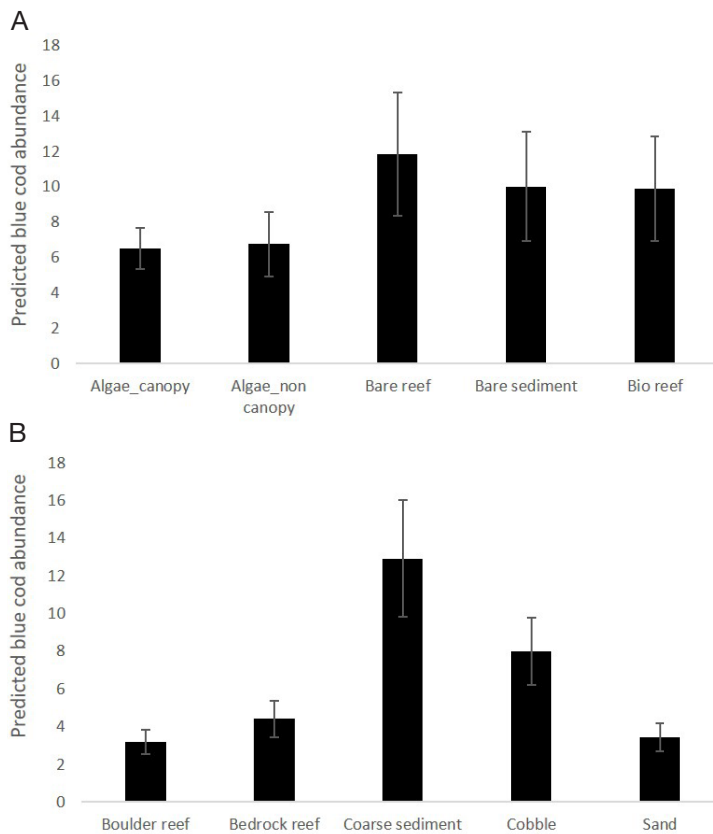 A
Predicted blue cod abundance
18
16
14
12
10
8
6
4
2
0
Algae_canopy
Algae_non
canopy
Bare reef
Bare sediment
Bio reef
B
Predicted blue cod abundance
18
16
14
12
10
8
6
4
2
0
Boulder reef
Bedrock reef
Coarse sediment
Cobble
Sand